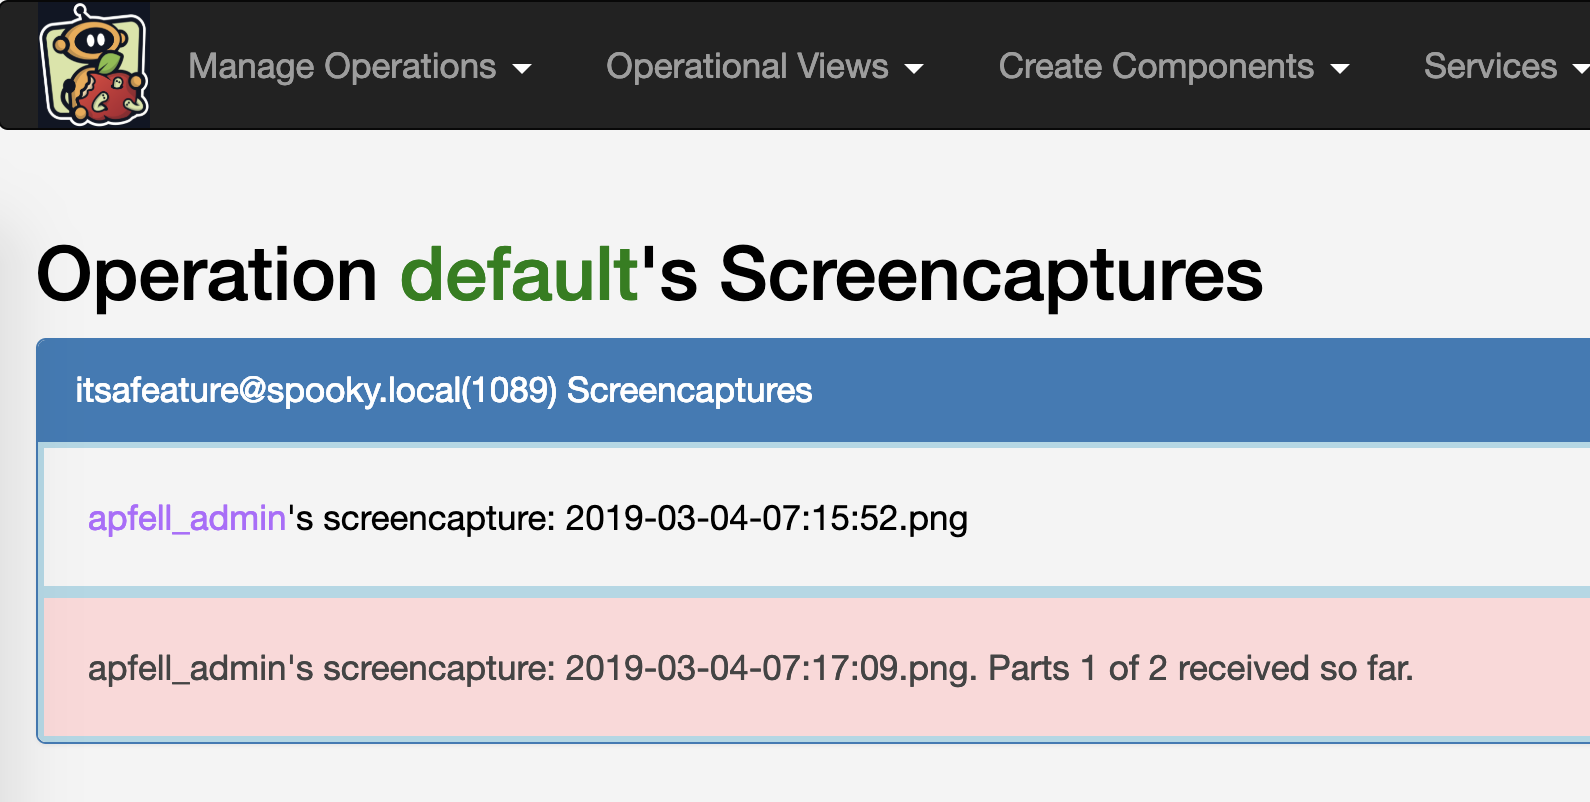 Manage Operations Operational Views Create Components Services
Operation default's Screencaptures
itsafeature@spooky.local(1089) Screencaptures
apfell_admin's screencapture: 2019-03-04-07:15:52.png
apfell_admin's screencapture: 2019-03-04-07:17:09.png. Parts 1 of 2 received so far.